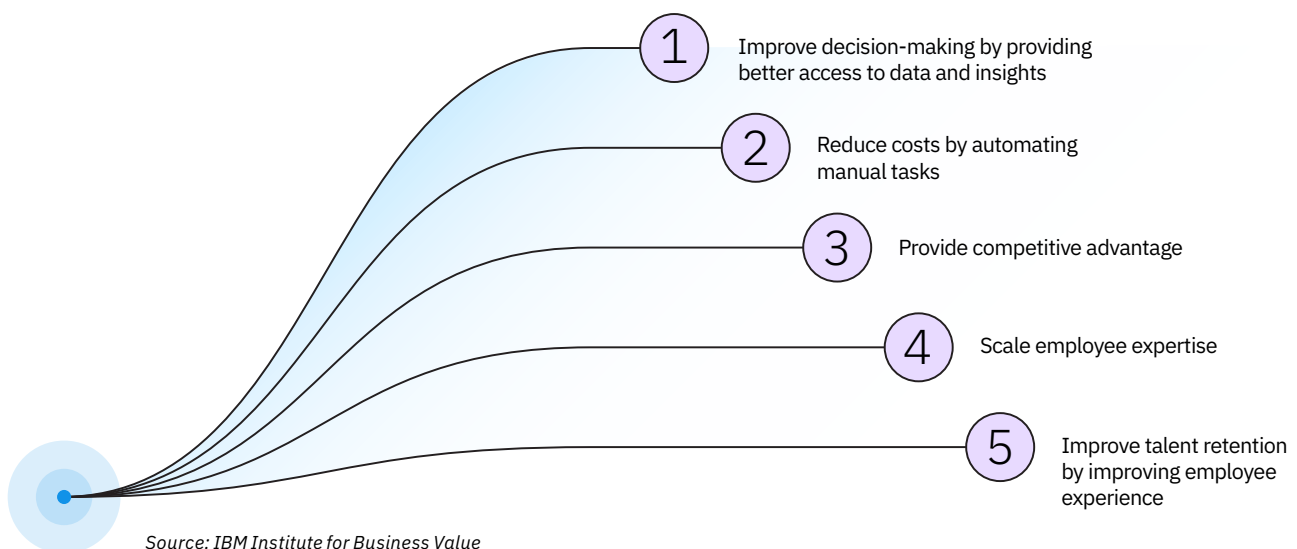 1
Improve decision-making by providing
better access to data and insights
2
Reduce costs by automating
manual tasks
3
Provide competitive advantage
4
Scale employee expertise
5
Improve talent retention
by improving employee
experience
Source: IBM Institute for Business Value